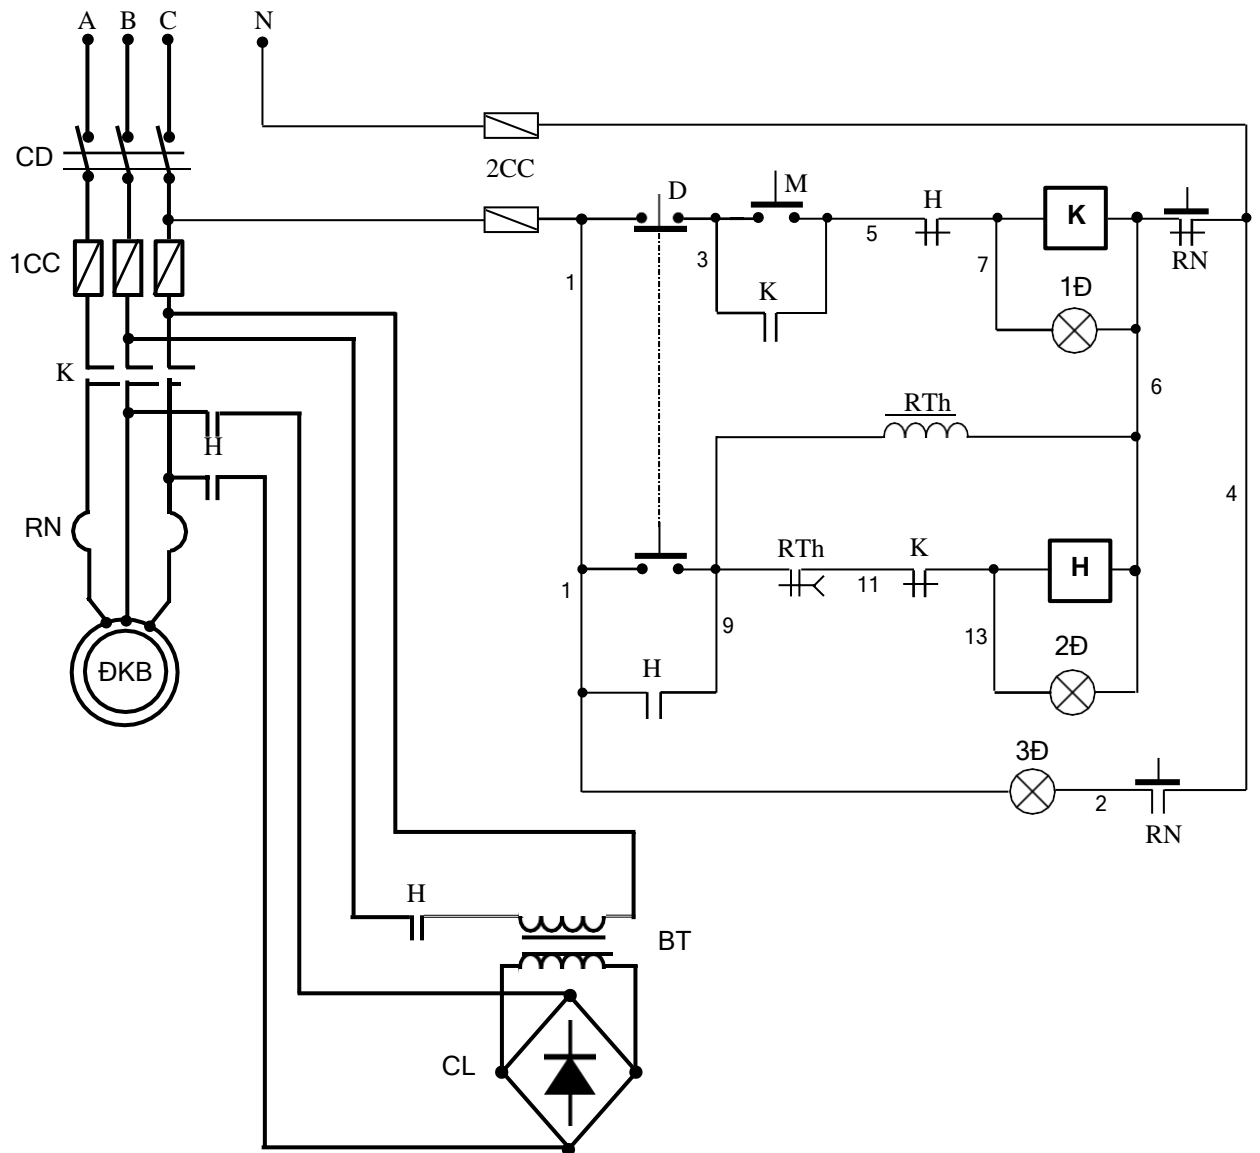 A B C N
CD
2CC
D M H K RN
1CC
1 3 5 7
K 1Đ
K
6
RTh
H
4
RN
RTh K H
1 11
9 13
ĐKB
H 2Đ
3Đ
2
RN
H
BT
CL